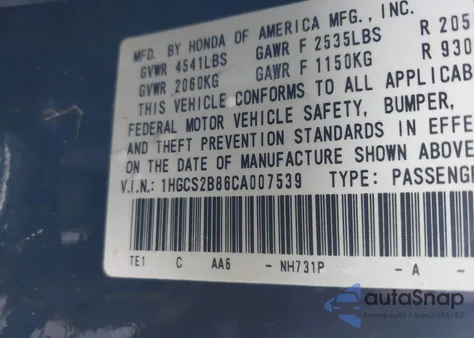 MFD. BY HONDA OF AMERICA MFG., INC.
GVWR 4541LBS GAWR F 2535LBS R 205
GVWR 2060KG GAWR F 1150KG R 930
THIS VEHICLE CONFORMS TO ALL APPLICAB
FEDERAL MOTOR VEHICLE SAFETY, BUMPER,
AND THEFT PREVENTION STANDARDS IN EFFE
ON THE DATE OF MANUFACTURE SHOWN ABOVE
V.I.N.: 1HGCS2B86CA007539 TYPE: PASSENG
TE1 C AA6 - NH731P - A -
autoSnap